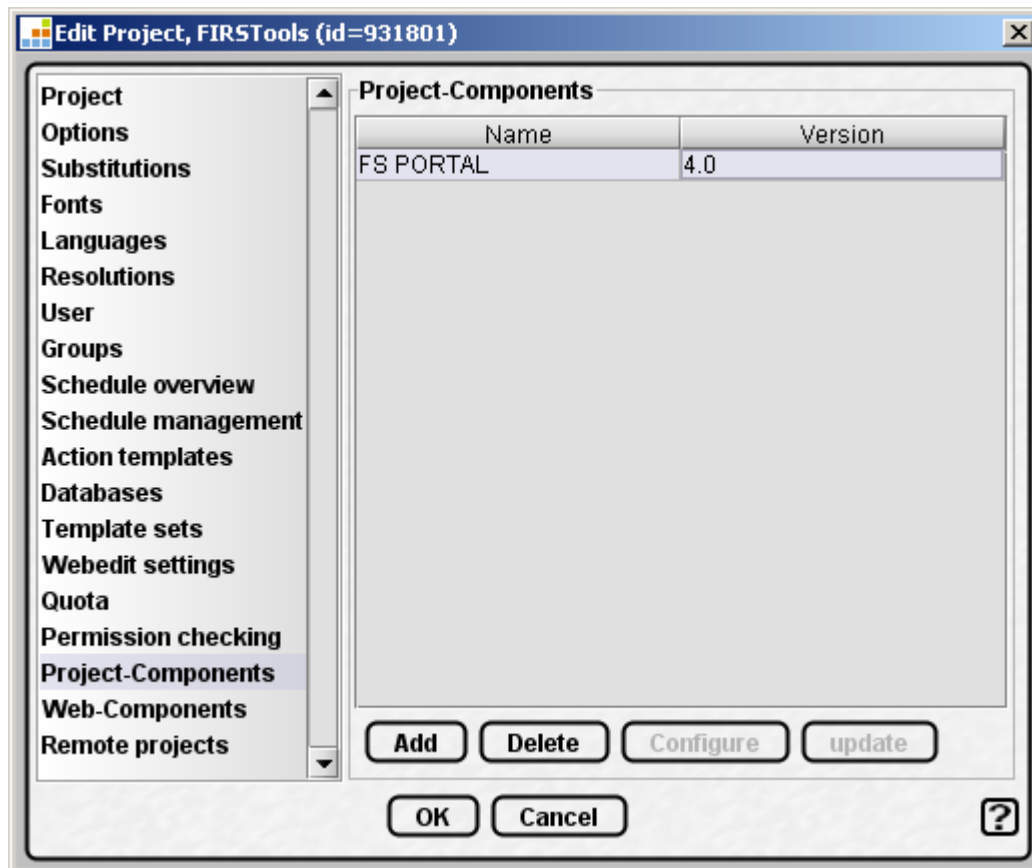 Edit Project, FIRSTools (id=931801)
Project
Options
Substitutions
Fonts
Languages
Resolutions
User
Groups
Schedule overview
Schedule management
Action templates
Databases
Template sets
Webedit settings
Quota
Permission checking
Project-Components
Web-Components
Remote projects
Project-Components
Name Version
FS PORTAL 4.0
Add Delete Configure update
OK Cancel ?